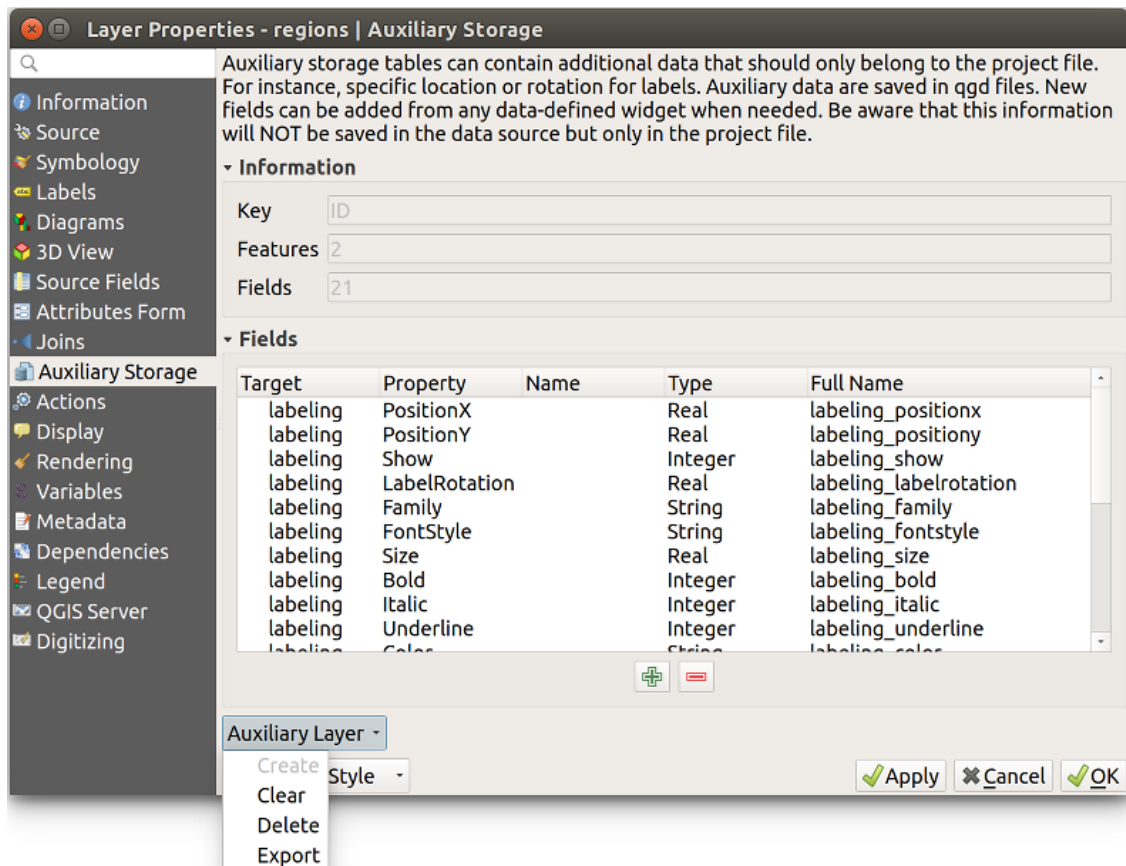 Layer Properties - regions | Auxiliary Storage
Information
Source
Symbology
Labels
Diagrams
3D View
Source Fields
Attributes Form
Joins
Auxiliary Storage
Actions
Display
Rendering
Variables
Metadata
Dependencies
Legend
QGIS Server
Digitizing
Auxiliary storage tables can contain additional data that should only belong to the project file.
For instance, specific location or rotation for labels. Auxiliary data are saved in qgd files. New
fields can be added from any data-defined widget when needed. Be aware that this information
will NOT be saved in the data source but only in the project file.
Information
Key ID
Features 2
Fields 21
Fields
Target Property Name Type Full Name
labeling PositionX Real labeling_positionx
labeling PositionY Real labeling_positiony
labeling Show Integer labeling_show
labeling LabelRotation Real labeling_labelrotation
labeling Family String labeling_family
labeling FontStyle String labeling_fontstyle
labeling Size Real labeling_size
labeling Bold Integer labeling_bold
labeling Italic Integer labeling_italic
labeling Underline Integer labeling_underline
labeling Color String labeling_color
Auxiliary Layer
Create
Clear
Delete
Export
Style
Apply Cancel OK